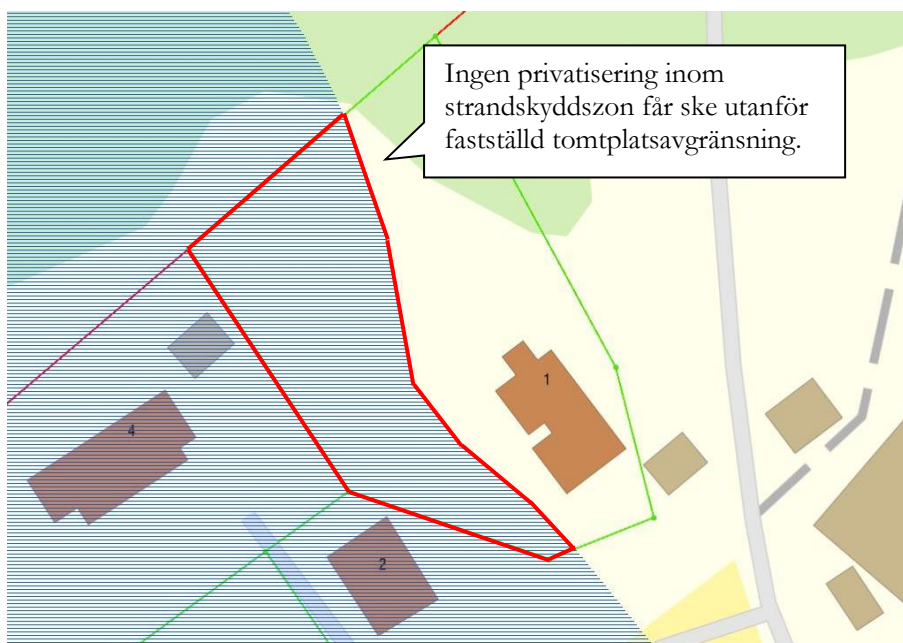 Ingen privatisering inom
strandskyddszon får ske utanför
fastställd tomtplatsavgränsning.
1
4
2